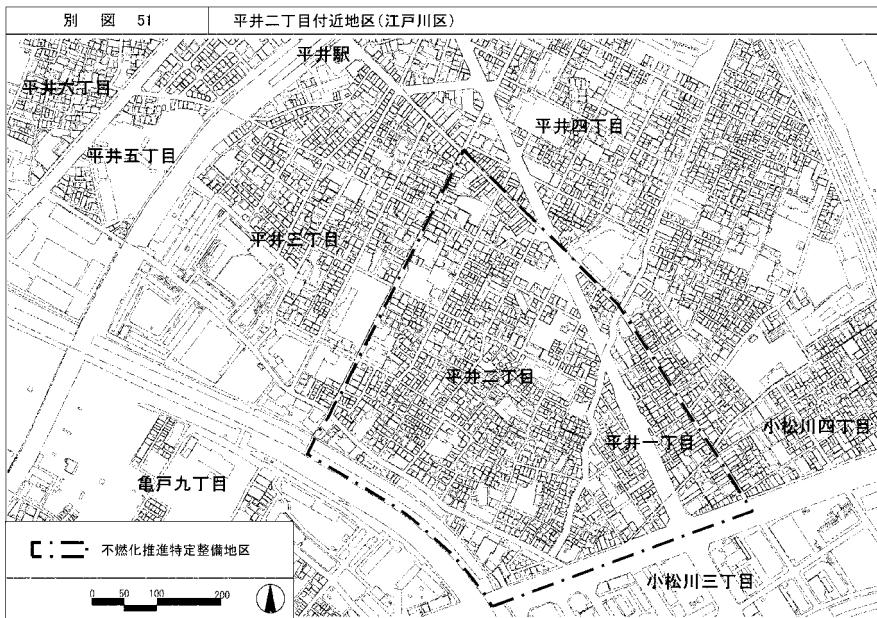 別 図 51
平井二丁目付近地区(江戸川区)
平井駅
平井六丁目
平井四丁目
平井五丁目
平井三丁目
平井二丁目
小松川四丁目
平井一丁目
亀戸九丁目
不燃化推進特定整備地区
小松川三丁目
0 50 100 200